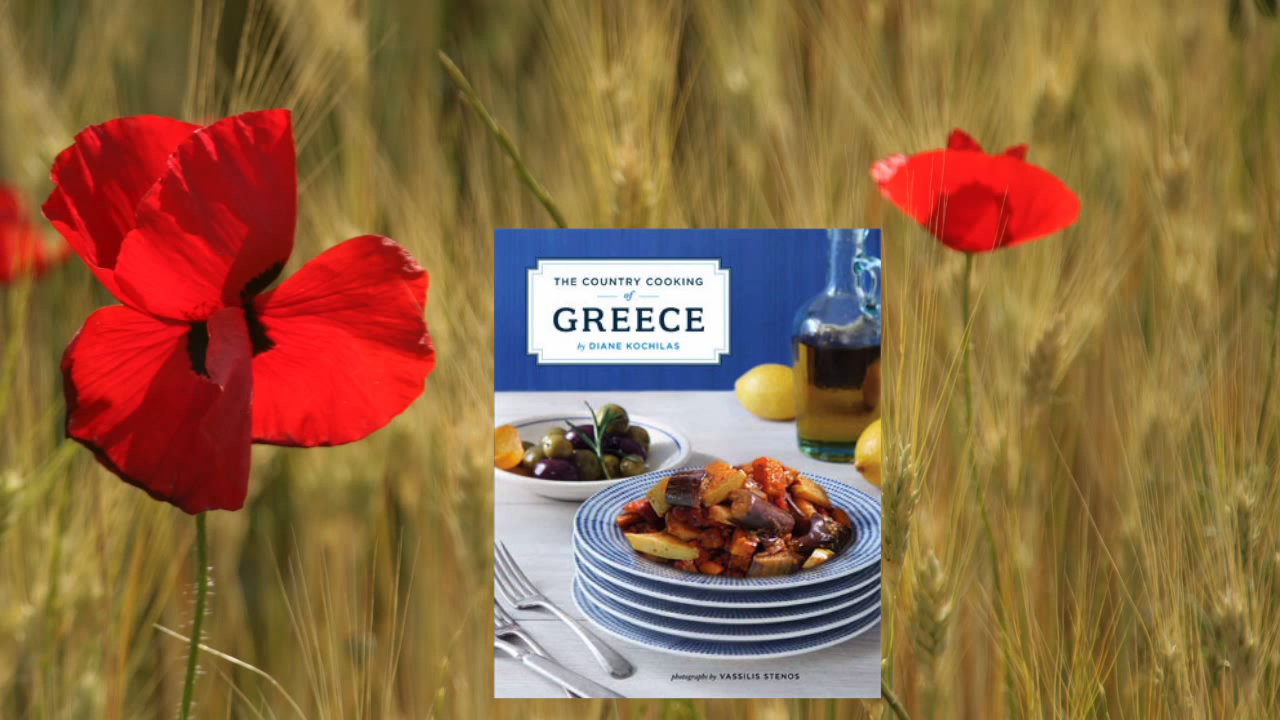 THE COUNTRY COOKING
of
GREECE
by DIANE KOCHILAS
photographs by VASSILIS STENOS